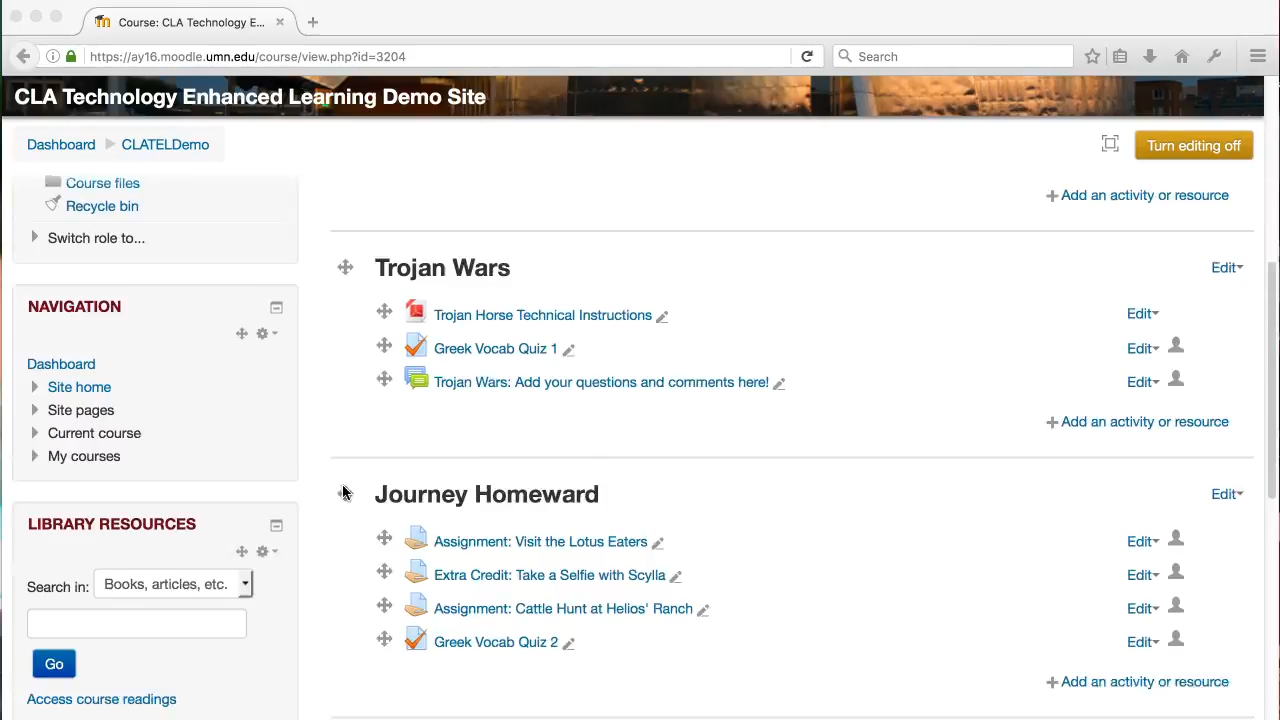 Course: CLA Technology E...
https://ay16.moodle.umn.edu/course/view.php?id=3204
Search
CLA Technology Enhanced Learning Demo Site
Dashboard CLATELDemo
Turn editing off
Course files
Recycle bin
Switch role to...
NAVIGATION
Dashboard
Site home
Site pages
Current course
My courses
LIBRARY RESOURCES
Search in: Books, articles, etc.
Go
Access course readings
Add an activity or resource
Trojan Wars Edit
Trojan Horse Technical Instructions Edit
Greek Vocab Quiz 1 Edit
Trojan Wars: Add your questions and comments here! Edit
Add an activity or resource
Journey Homeward Edit
Assignment: Visit the Lotus Eaters Edit
Extra Credit: Take a Selfie with Scylla Edit
Assignment: Cattle Hunt at Helios' Ranch Edit
Greek Vocab Quiz 2 Edit
Add an activity or resource